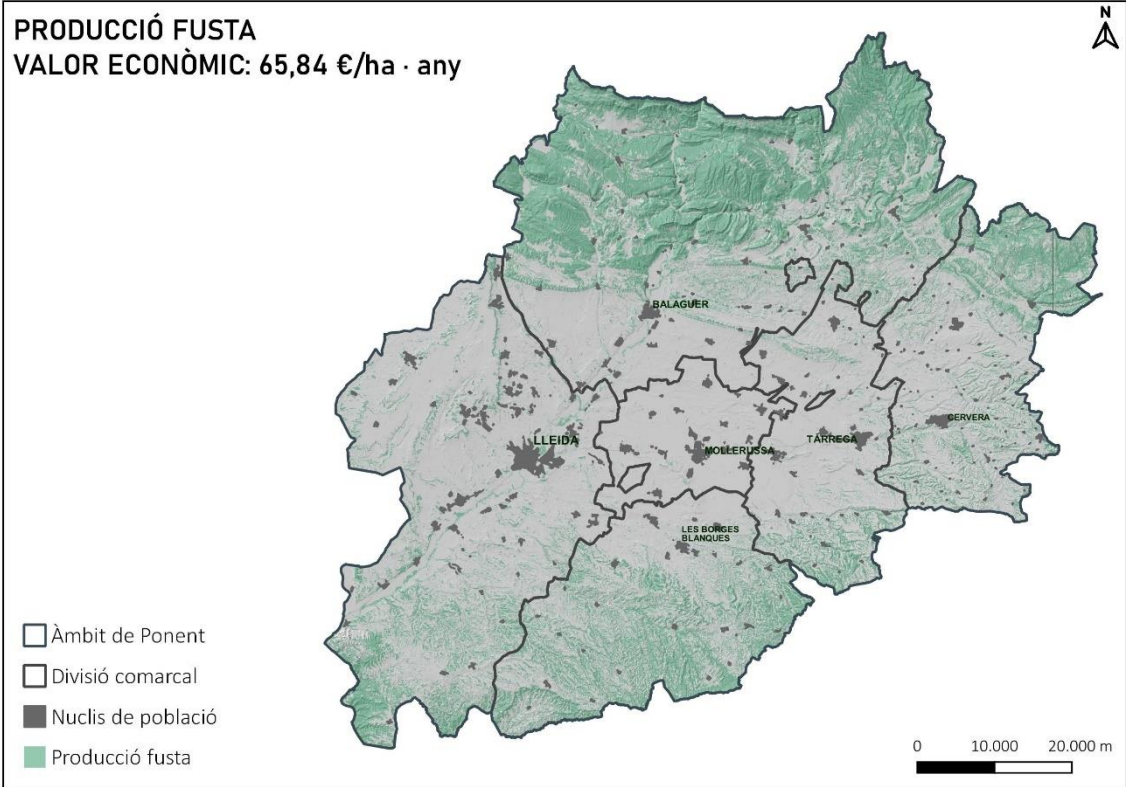 PRODUCCIÓ FUSTA
VALOR ECONÒMIC: 65,84 €/ha · any
N
BALAGUER
LLEIDA
MOLLERUSSA
TÀRREGA
CERVERA
LES BORGES
BLANQUES
Àmbit de Ponent
Divisió comarcal
Nuclis de població
Producció fusta
0 10.000 20.000 m